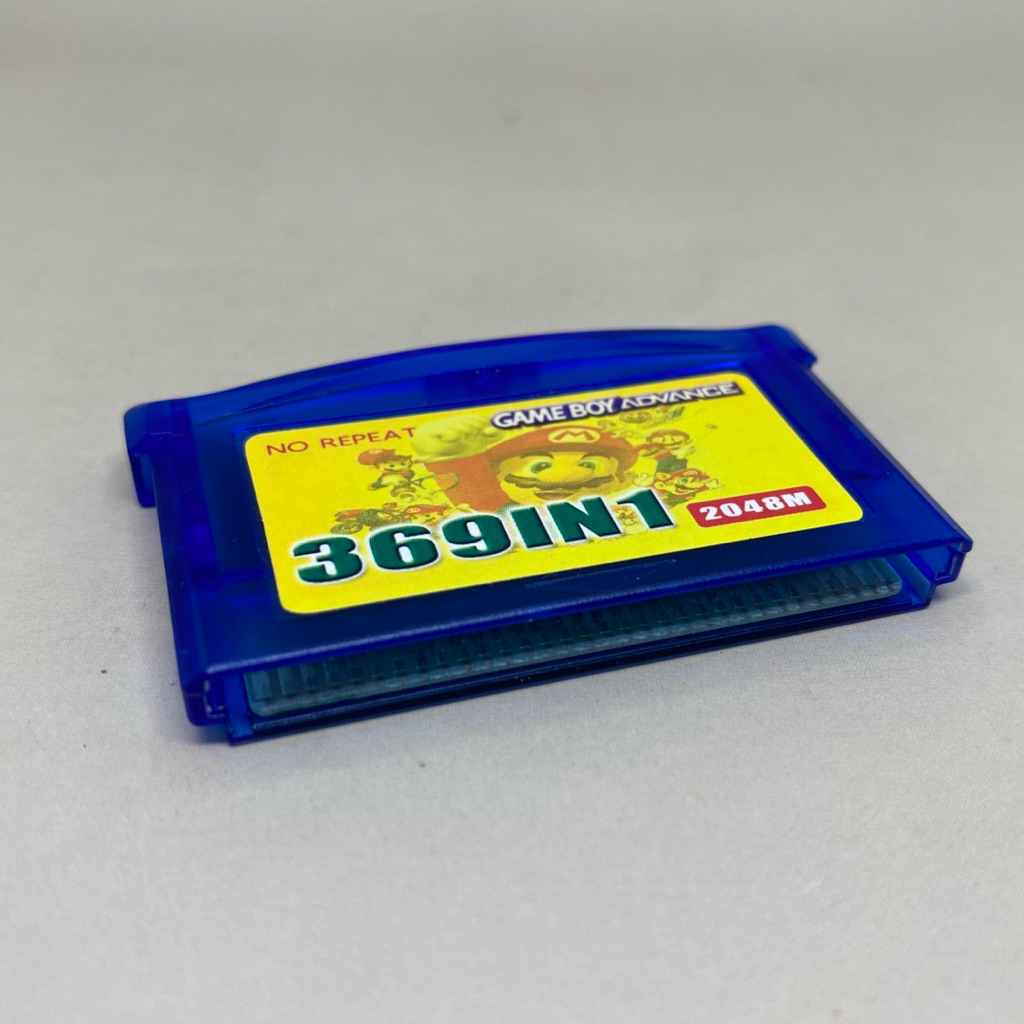 GAME BOY ADVANCE
NO REPEAT
M
369IN1
2048M